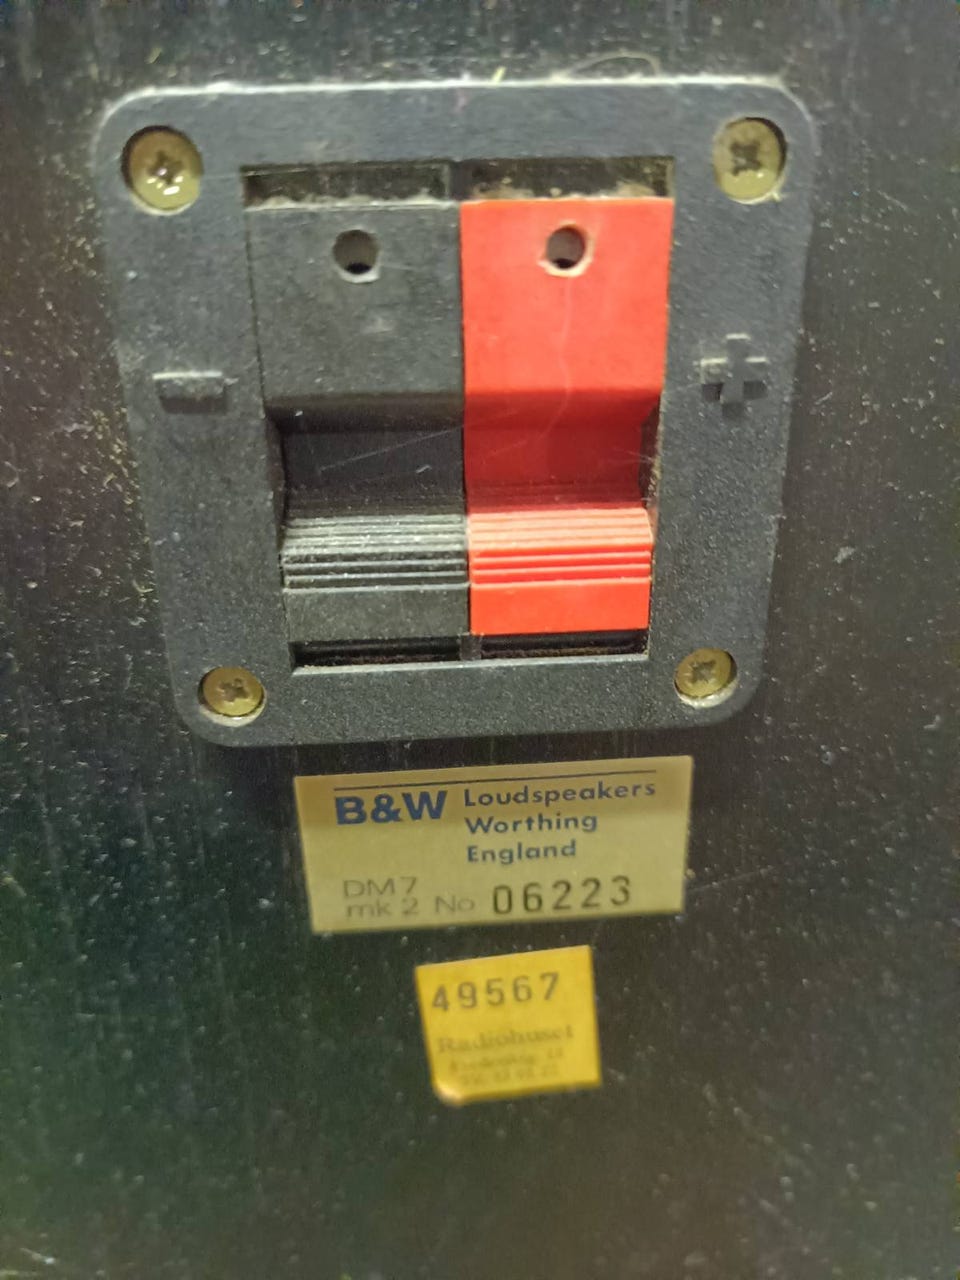 B&W Loudspeakers
Worthing
England
DM7
mk 2 No 06223
49567
Radiohuset